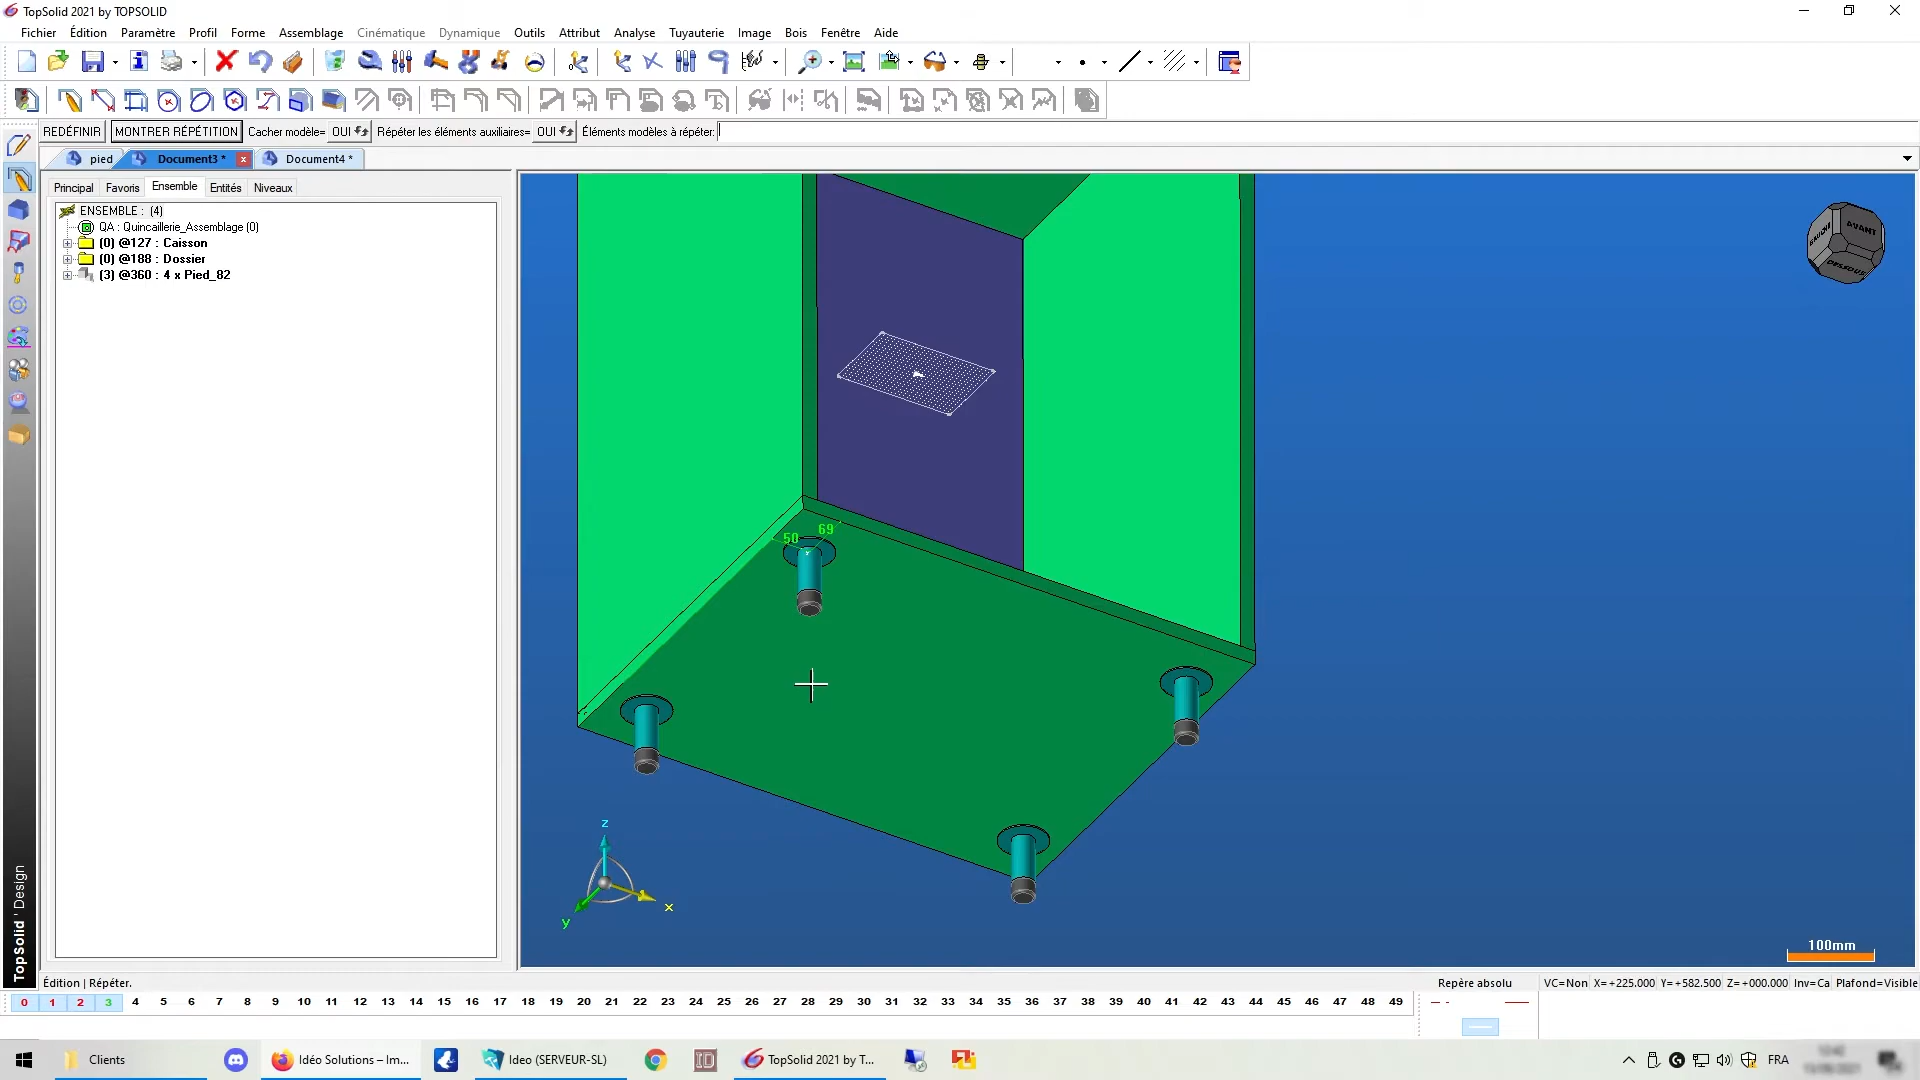 TopSolid 2021 by TOPSOLID
Fichier Édition Paramètre Profil Forme Assemblage Cinématique Dynamique Outils Attribut Analyse Tuyauterie Image Bois Fenêtre Aide
REDÉFINIR MONTRER RÉPÉTITION Cacher modèle= OUI Répéter les éléments auxiliaires= OUI Éléments modèles à répéter:
pied Document3 * x Document4 *
Principal Favoris Ensemble Entités Niveaux
ENSEMBLE : (4)
QA : Quincaillerie_Assemblage (0)
(0) @127 : Caisson
(0) @188 : Dossier
(3) @360 : 4 x Pied_82
AVANT
GAUCHE
DESSOUS
69
50
z
x
y
100mm
TopSolid ' Design
Édition | Répéter.
Repère absolu VC=Non X=+225.000 Y=+582.500 Z=+000.000 Inv=Ca Plafond=Visible
0 1 2 3 4 5 6 7 8 9 10 11 12 13 14 15 16 17 18 19 20 21 22 23 24 25 26 27 28 29 30 31 32 33 34 35 36 37 38 39 40 41 42 43 44 45 46 47 48 49
Clients Idéo Solutions – Im... Ideo (SERVEUR-SL) ID TopSolid 2021 by T... FRA